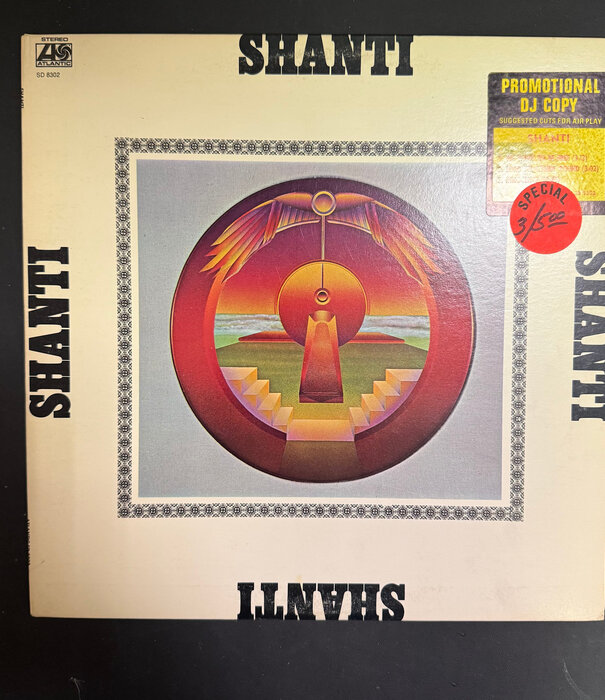 STEREO
ATLANTIC
SD 8302
SHANTI
PROMOTIONAL
DJ COPY
SUGGESTED CUTS FOR AIR PLAY
SHANTI
SPECIAL
3/5.00
SHANTI
SHANTI
SHANTI